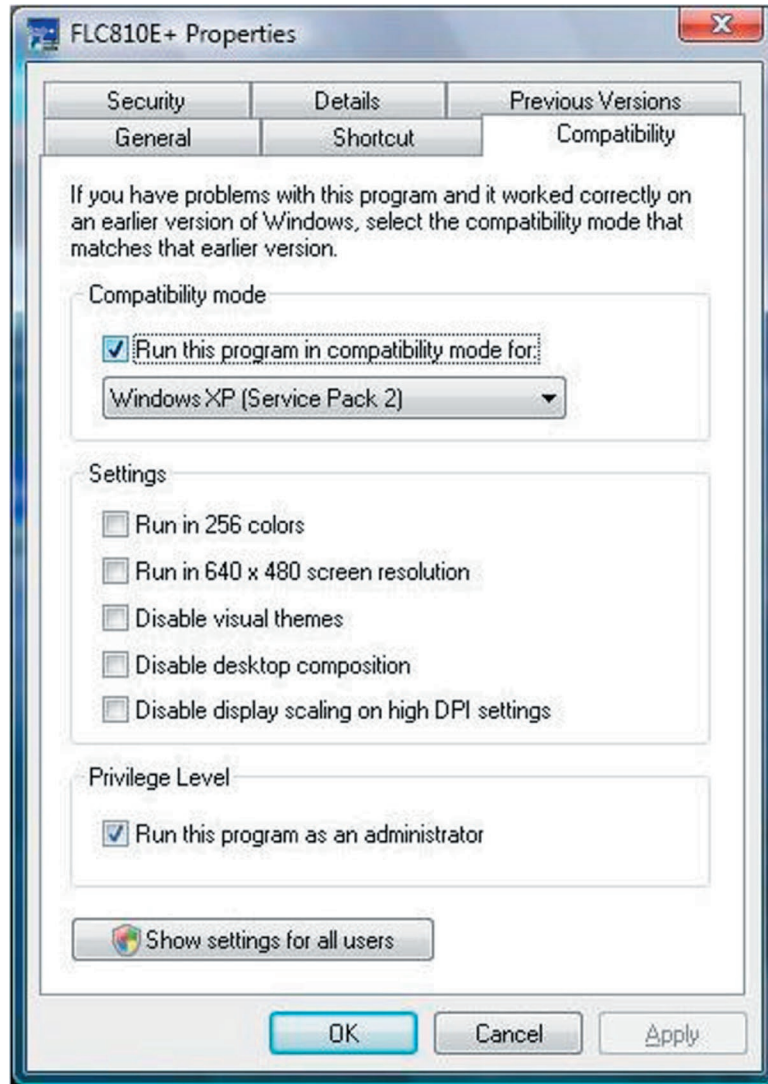 FLC810E+ Properties
Security Details Previous Versions
General Shortcut Compatibility
If you have problems with this program and it worked correctly on
an earlier version of Windows, select the compatibility mode that
matches that earlier version.
Compatibility mode
Run this program in compatibility mode for:
Windows XP (Service Pack 2)
Settings
Run in 256 colors
Run in 640 x 480 screen resolution
Disable visual themes
Disable desktop composition
Disable display scaling on high DPI settings
Privilege Level
Run this program as an administrator
Show settings for all users
OK Cancel Apply